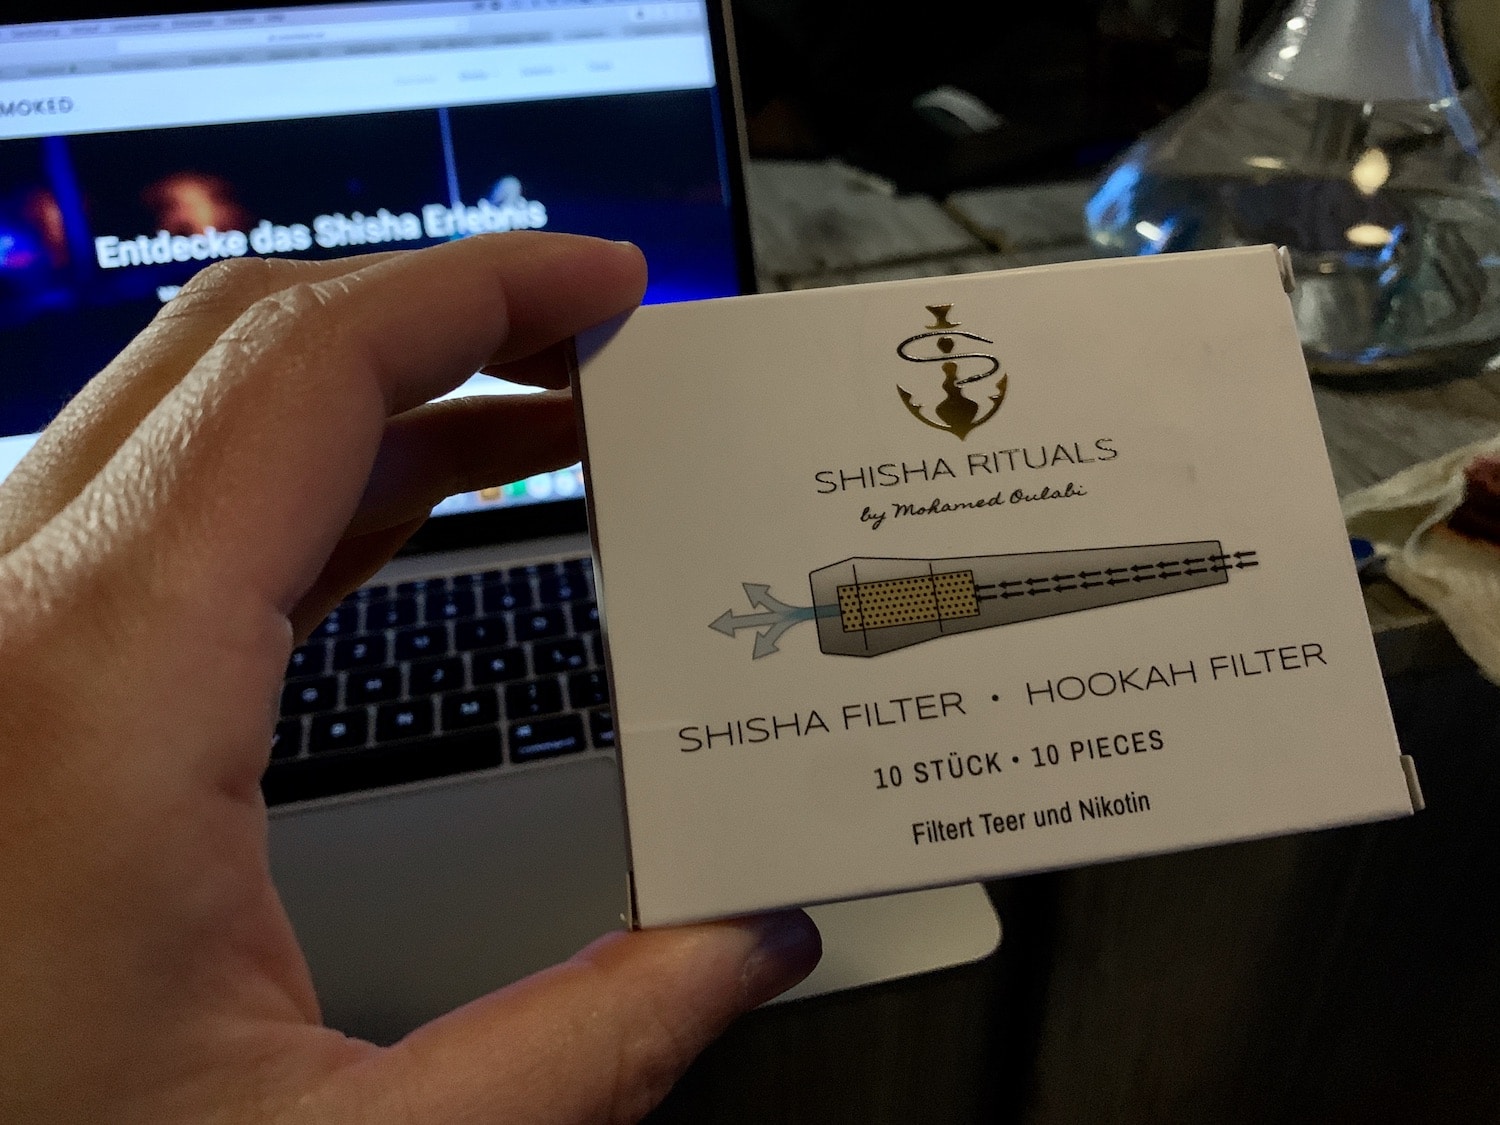 MOKED
Entdecke das Shisha Erlebnis
SHISHA RITUALS
by Mohamed Oulabi
SHISHA FILTER • HOOKAH FILTER
10 STÜCK • 10 PIECES
Filtert Teer und Nikotin